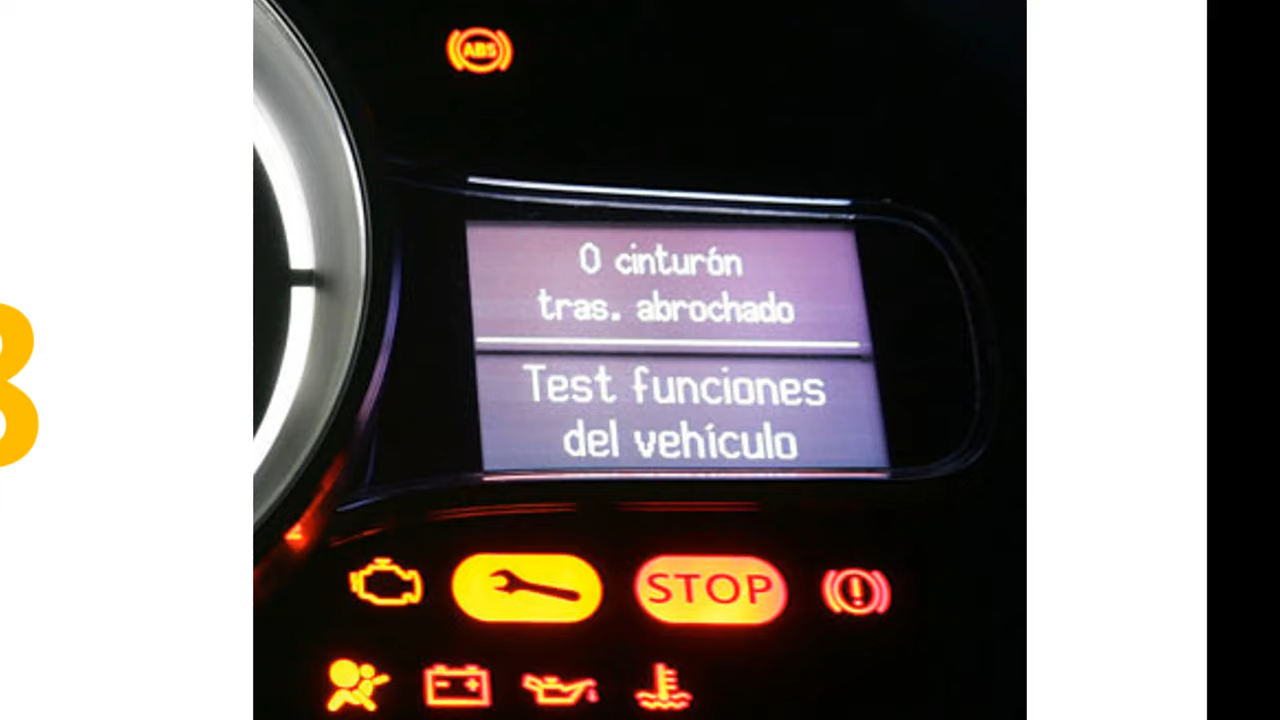 ABS
0 cinturón
tras. abrochado
Test funciones
del vehículo
STOP